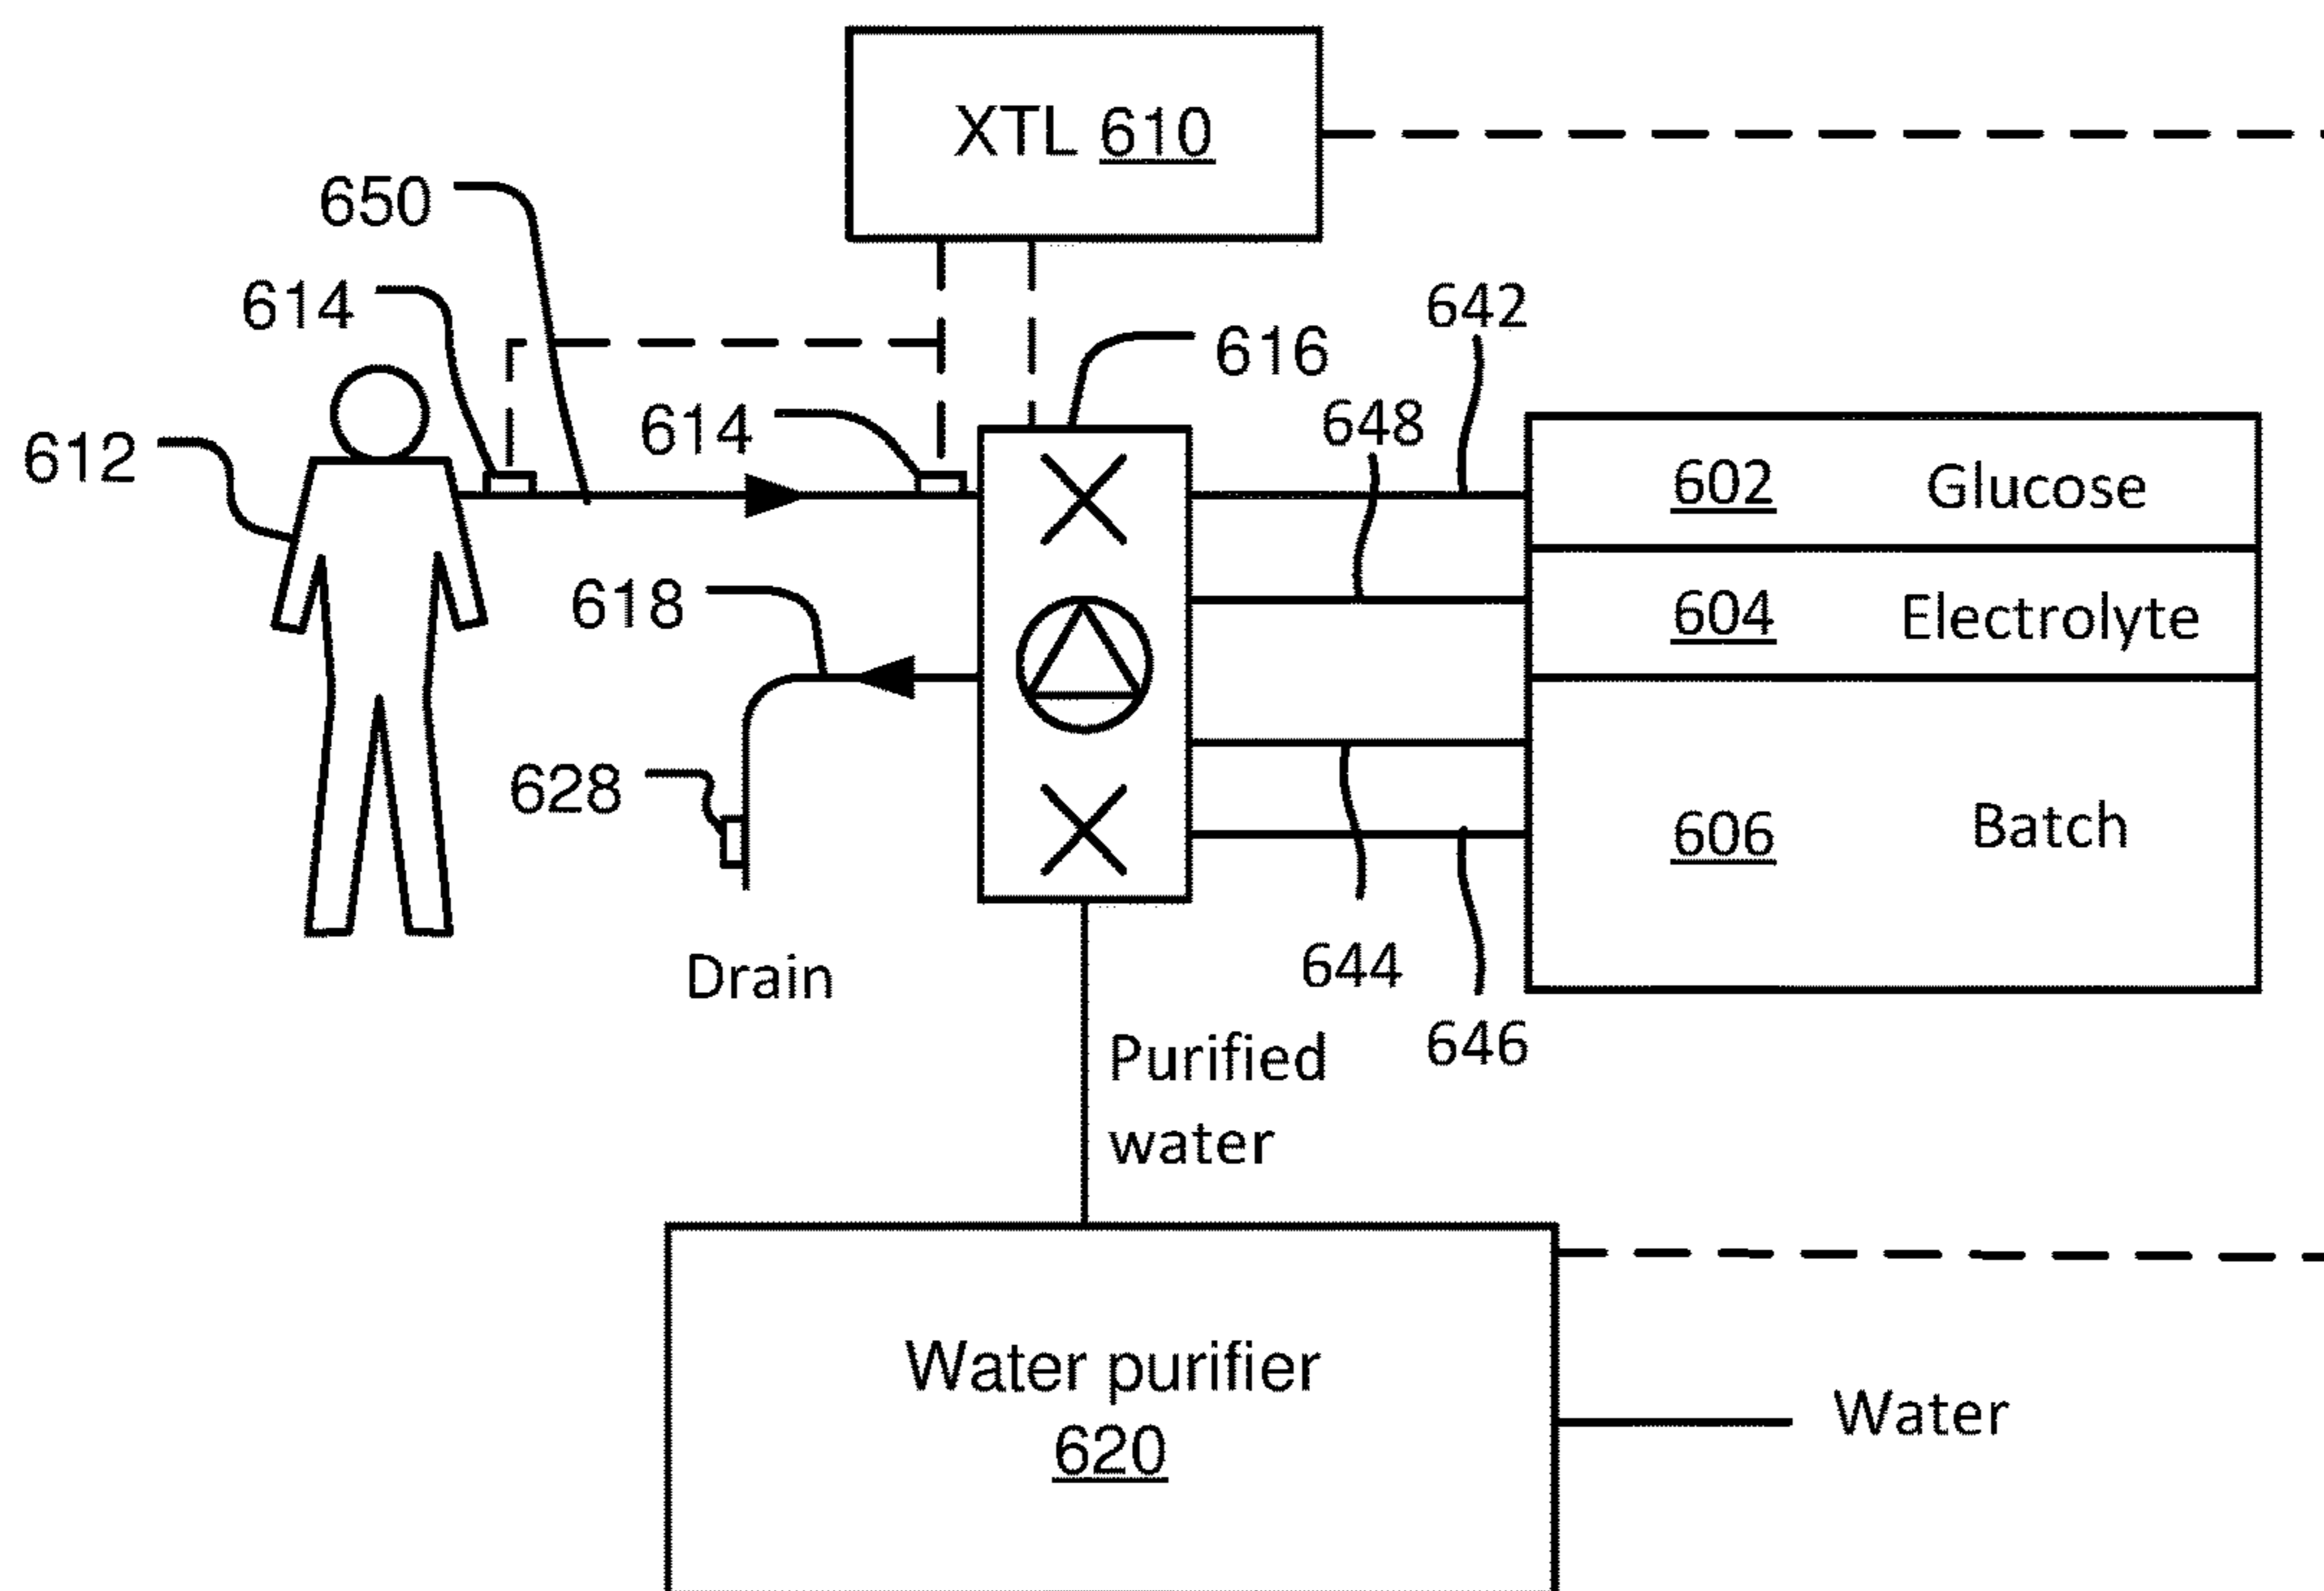 XTL 610
650
614
642
616
648
614
612
602 Glucose
618
604 Electrolyte
628
606 Batch
Drain
644
646
Purified
water
Water purifier
620
Water